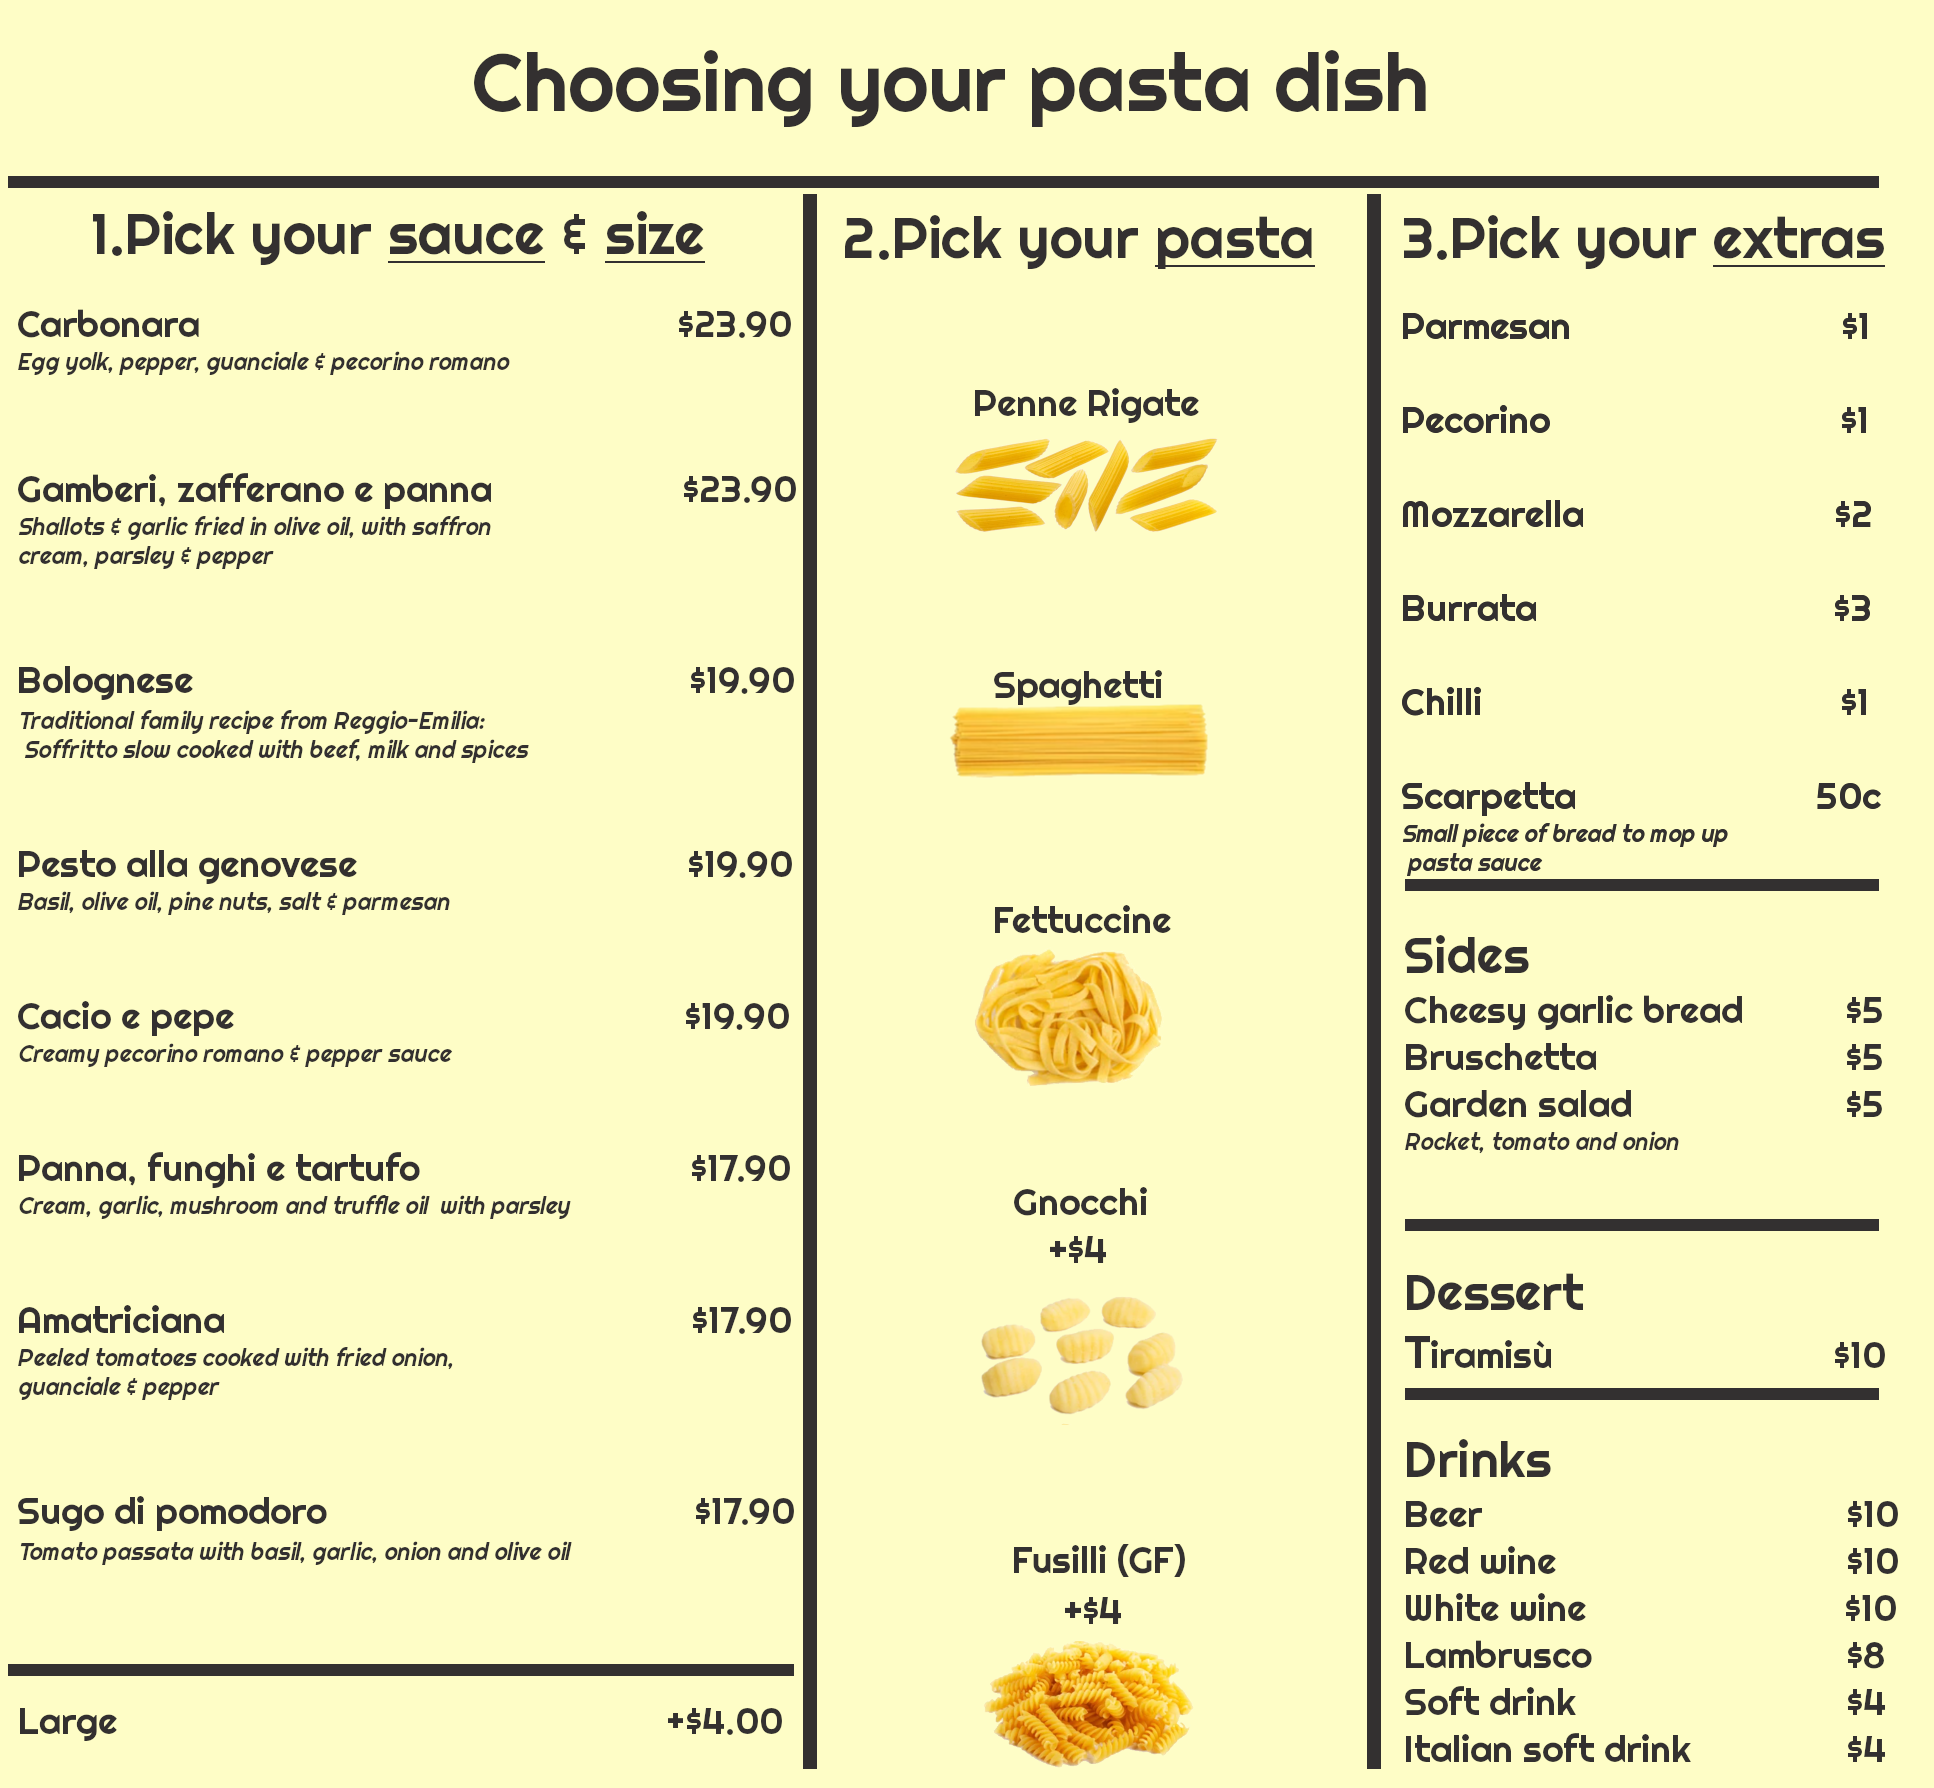 Choosing your pasta dish
1.Pick your sauce & size
Carbonara $23.90
Egg yolk, pepper, guanciale & pecorino romano
Gamberi, zafferano e panna $23.90
Shallots & garlic fried in olive oil, with saffron
cream, parsley & pepper
Bolognese $19.90
Traditional family recipe from Reggio-Emilia:
Soffritto slow cooked with beef, milk and spices
Pesto alla genovese $19.90
Basil, olive oil, pine nuts, salt & parmesan
Cacio e pepe $19.90
Creamy pecorino romano & pepper sauce
Panna, funghi e tartufo $17.90
Cream, garlic, mushroom and truffle oil with parsley
Amatriciana $17.90
Peeled tomatoes cooked with fried onion,
guanciale & pepper
Sugo di pomodoro $17.90
Tomato passata with basil, garlic, onion and olive oil
Large +$4.00
2.Pick your pasta
Penne Rigate
Spaghetti
Fettuccine
Gnocchi
+$4
Fusilli (GF)
+$4
3.Pick your extras
Parmesan $1
Pecorino $1
Mozzarella $2
Burrata $3
Chilli $1
Scarpetta 50c
Small piece of bread to mop up
pasta sauce
Sides
Cheesy garlic bread $5
Bruschetta $5
Garden salad $5
Rocket, tomato and onion
Dessert
Tiramisù $10
Drinks
Beer $10
Red wine $10
White wine $10
Lambrusco $8
Soft drink $4
Italian soft drink $4